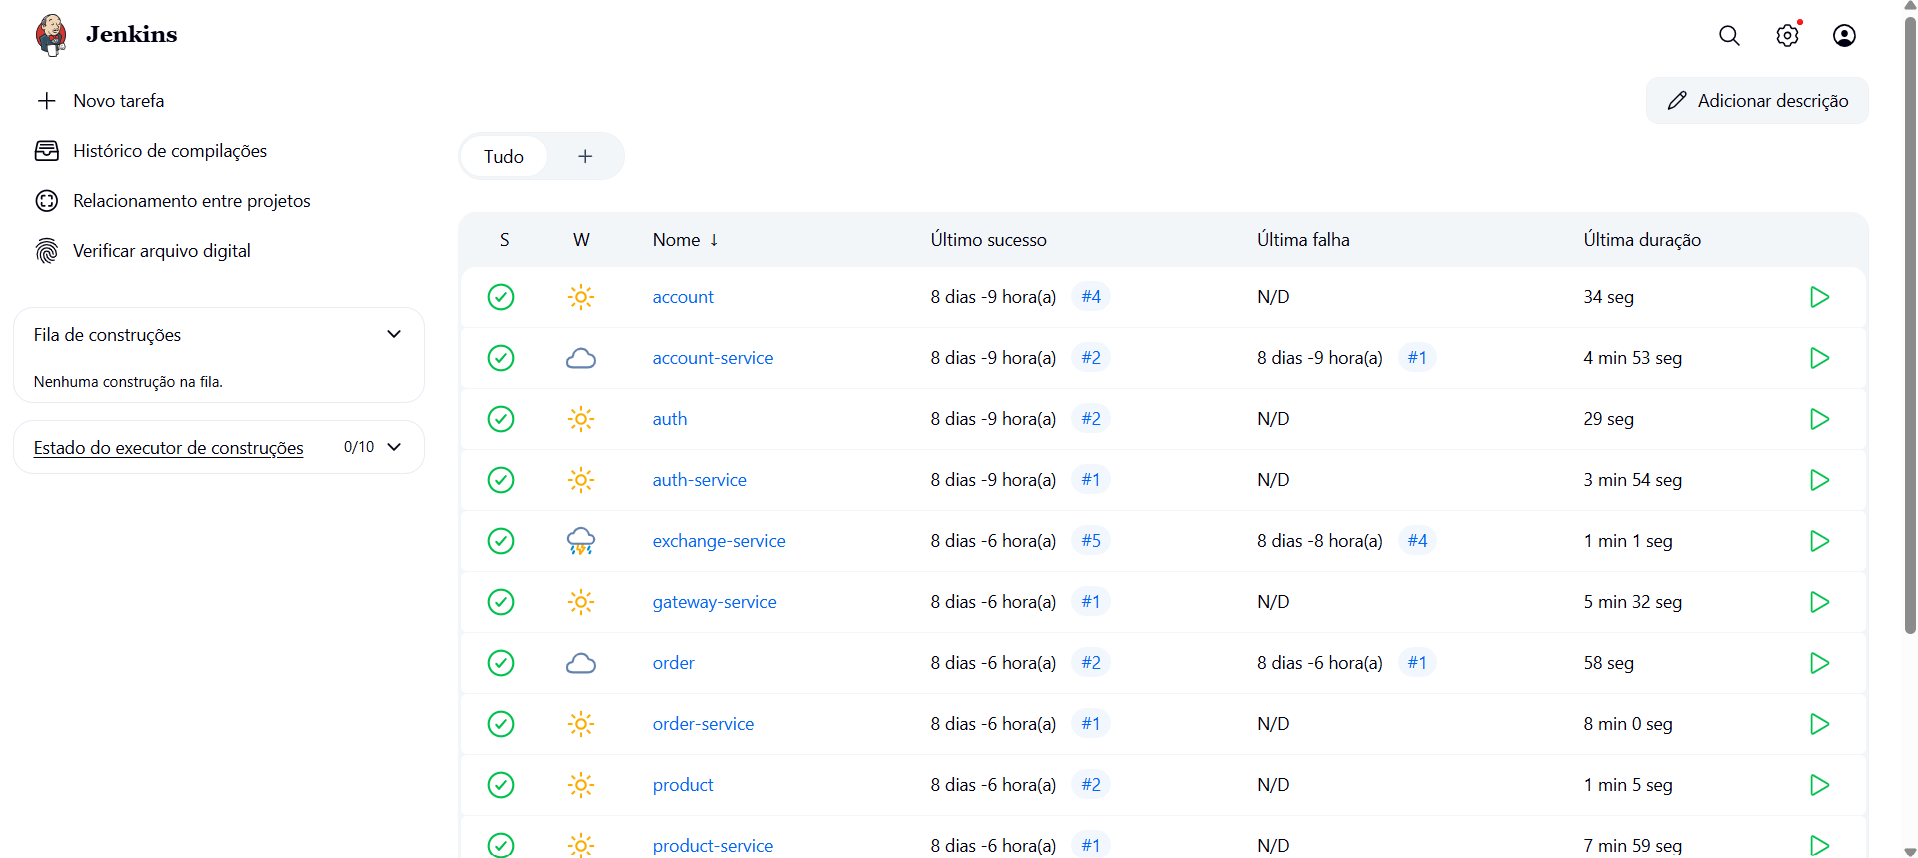 Jenkins
Novo tarefa
Histórico de compilações
Relacionamento entre projetos
Verificar arquivo digital
Fila de construções
Nenhuma construção na fila.
Estado do executor de construções 0/10
Adicionar descrição
Tudo
S W Nome ↓ Último sucesso Última falha Última duração
account 8 dias -9 hora(a) #4 N/D 34 seg
account-service 8 dias -9 hora(a) #2 8 dias -9 hora(a) #1 4 min 53 seg
auth 8 dias -9 hora(a) #2 N/D 29 seg
auth-service 8 dias -9 hora(a) #1 N/D 3 min 54 seg
exchange-service 8 dias -6 hora(a) #5 8 dias -8 hora(a) #4 1 min 1 seg
gateway-service 8 dias -6 hora(a) #1 N/D 5 min 32 seg
order 8 dias -6 hora(a) #2 8 dias -6 hora(a) #1 58 seg
order-service 8 dias -6 hora(a) #1 N/D 8 min 0 seg
product 8 dias -6 hora(a) #2 N/D 1 min 5 seg
product-service 8 dias -6 hora(a) #1 N/D 7 min 59 seg